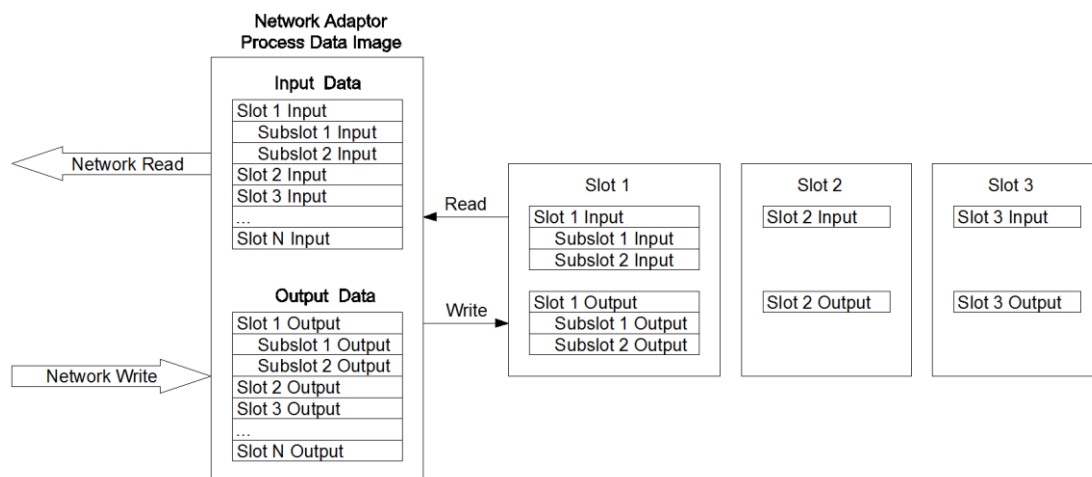 Network Adaptor
Process Data Image
Input Data
Slot 1 Input
Subslot 1 Input
Subslot 2 Input
Slot 2 Input
Slot 3 Input
...
Slot N Input
Network Read
Output Data
Slot 1 Output
Subslot 1 Output
Subslot 2 Output
Slot 2 Output
Slot 3 Output
...
Slot N Output
Network Write
Read
Write
Slot 1
Slot 1 Input
Subslot 1 Input
Subslot 2 Input
Slot 1 Output
Subslot 1 Output
Subslot 2 Output
Slot 2
Slot 2 Input
Slot 2 Output
Slot 3
Slot 3 Input
Slot 3 Output